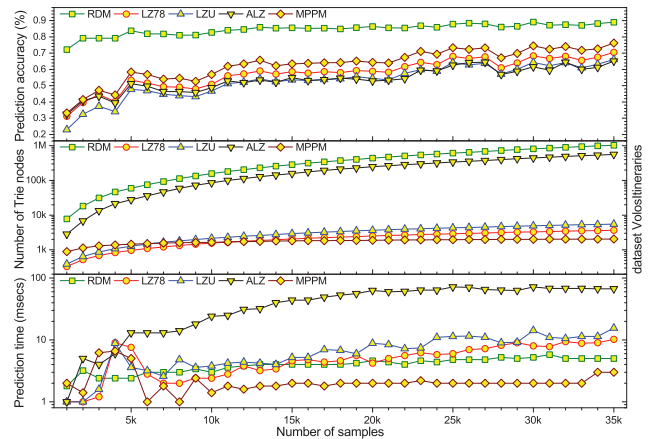 RDM LZ78 LZU ALZ MPPM
Prediction accuracy (%)
0.9
0.8
0.7
0.6
0.5
0.4
0.3
0.2
RDM LZ78 LZU ALZ MPPM
Number of Trie nodes
1M
100k
10k
1k
dataset VolosItineraries
RDM LZ78 LZU ALZ MPPM
Prediction time (msecs)
100
10
1
5k 10k 15k 20k 25k 30k 35k
Number of samples